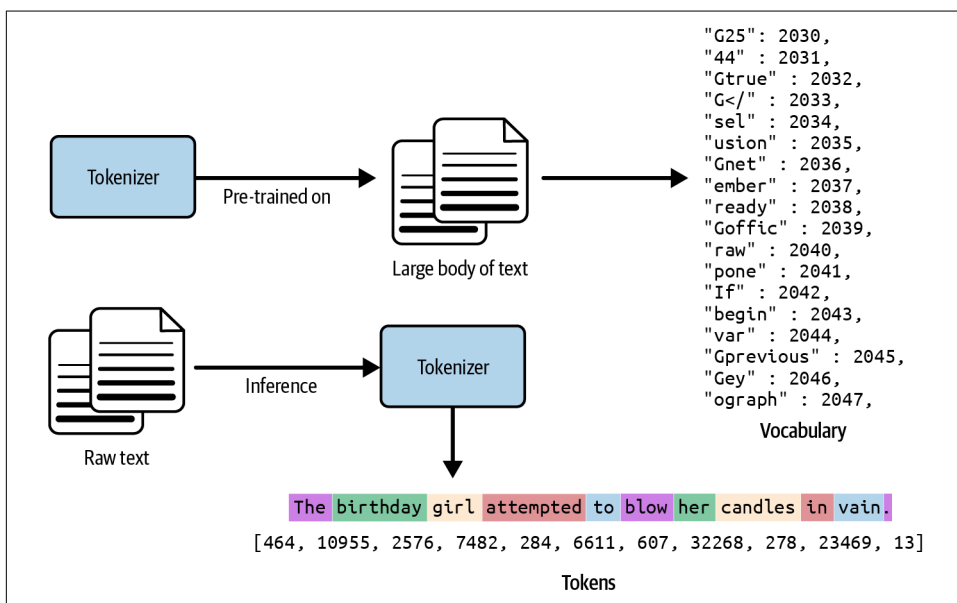 Tokenizer
Pre-trained on
Large body of text
"G25": 2030,
"44" : 2031,
"Gtrue" : 2032,
"G</" : 2033,
"sel" : 2034,
"usion" : 2035,
"Gnet" : 2036,
"ember" : 2037,
"ready" : 2038,
"Goffic" : 2039,
"raw" : 2040,
"pone" : 2041,
"If" : 2042,
"begin" : 2043,
"var" : 2044,
"Gprevious" : 2045,
"Gey" : 2046,
"ograph" : 2047,
Vocabulary
Raw text
Inference
Tokenizer
The birthday girl attempted to blow her candles in vain.
[464, 10955, 2576, 7482, 284, 6611, 607, 32268, 278, 23469, 13]
Tokens